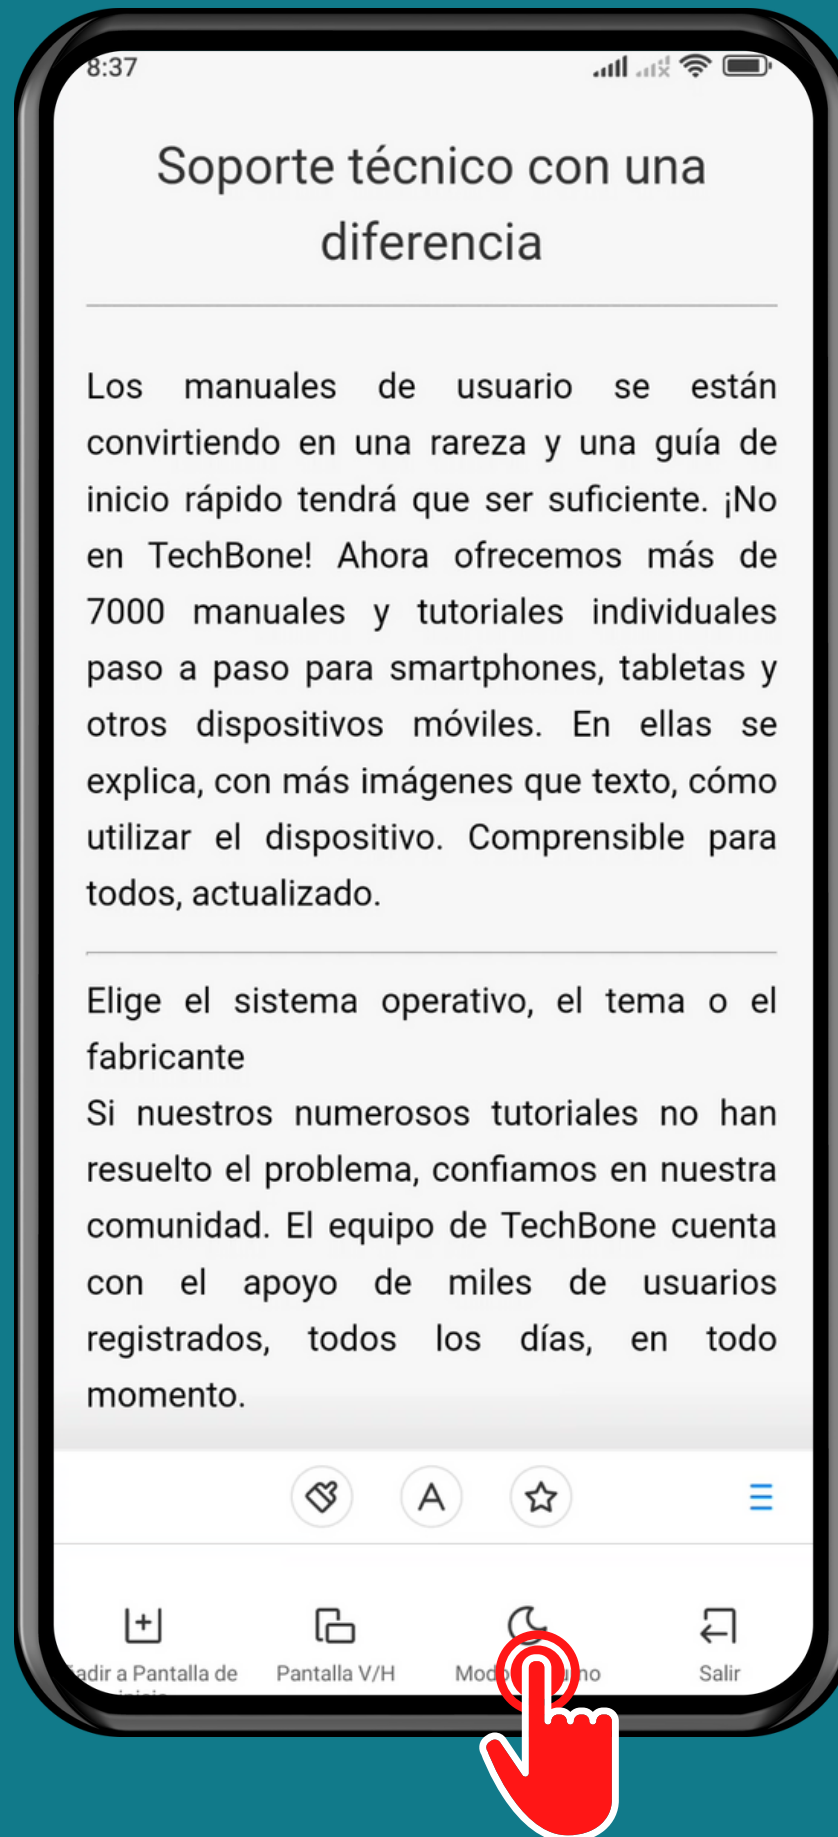 8:37
Soporte técnico con una
diferencia
Los manuales de usuario se están
convirtiendo en una rareza y una guía de
inicio rápido tendrá que ser suficiente. ¡No
en TechBone! Ahora ofrecemos más de
7000 manuales y tutoriales individuales
paso a paso para smartphones, tabletas y
otros dispositivos móviles. En ellas se
explica, con más imágenes que texto, cómo
utilizar el dispositivo. Comprensible para
todos, actualizado.
Elige el sistema operativo, el tema o el
fabricante
Si nuestros numerosos tutoriales no han
resuelto el problema, confiamos en nuestra
comunidad. El equipo de TechBone cuenta
con el apoyo de miles de usuarios
registrados, todos los días, en todo
momento.
A
a Pantalla de
Pantalla V/H
Modo
Salir